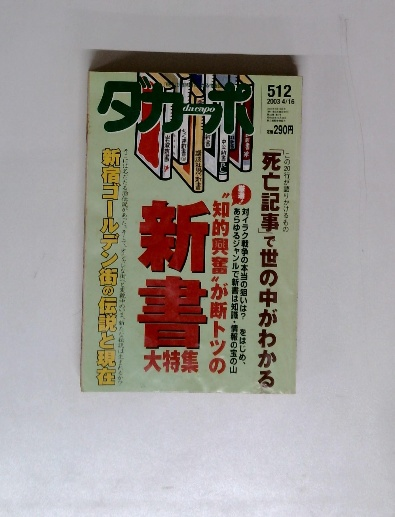 ダカーポ
dacapo
512
2003 4/16
290円
この20行が語りかけるもの
「死亡記事」で世の中がわかる
対イラク戦争の本当の狙いは? をはじめ、
あらゆるジャンルで新書は知識・情報の宝の山
“知的興奮”が断トツの
新書
大特集
新宿ゴールデン街の伝説と現在